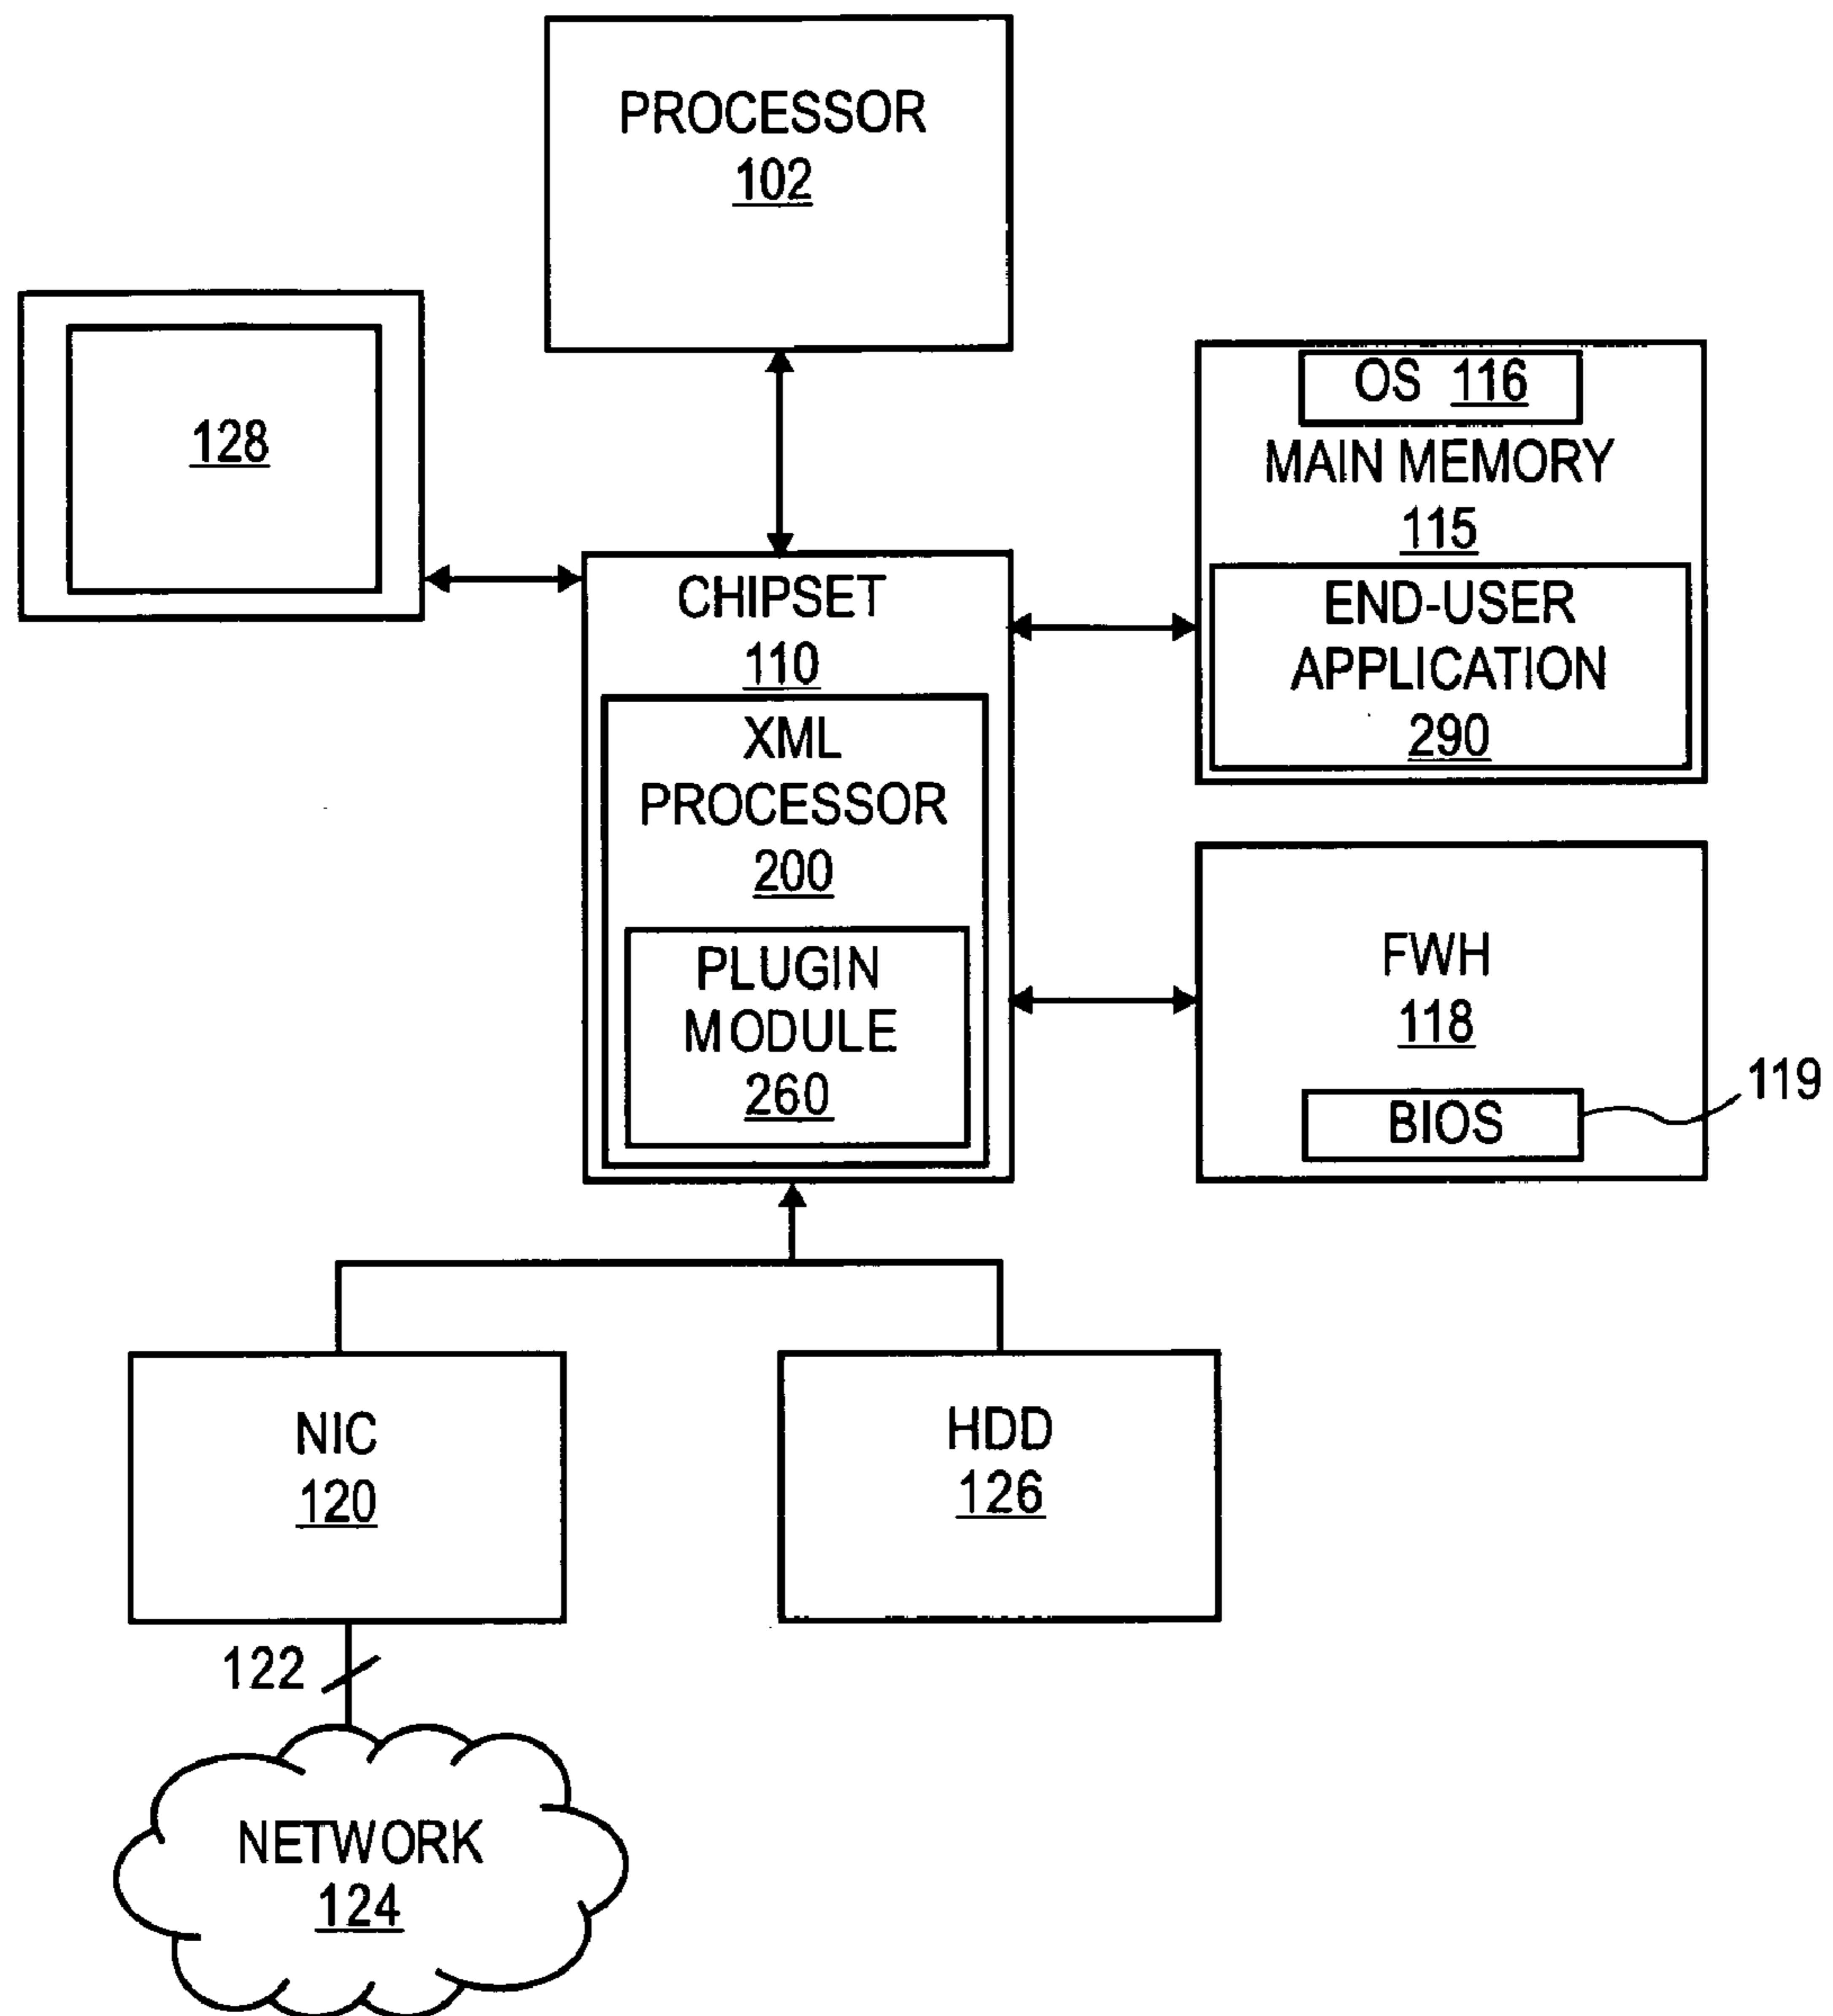 PROCESSOR
102
128
OS 116
MAIN MEMORY
115
END-USER
APPLICATION
290
CHIPSET
110
XML
PROCESSOR
200
PLUGIN
MODULE
260
FWH
118
BIOS
119
NIC
120
HDD
126
122
NETWORK
124